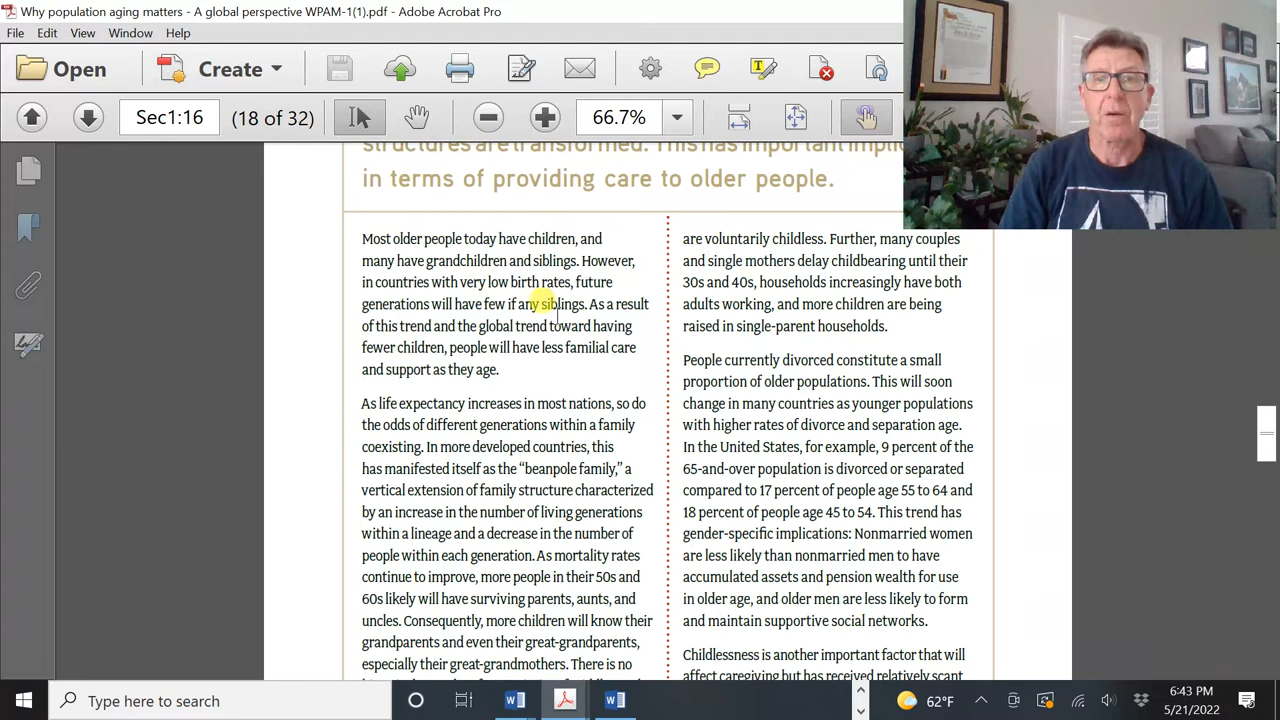 Why population aging matters - A global perspective WPAM-1(1).pdf - Adobe Acrobat Pro
File Edit View Window Help
Open Create
Sec1:16 (18 of 32) 66.7%
structures are transformed. This has important
in terms of providing care to older people.
Most older people today have children, and
many have grandchildren and siblings. However,
in countries with very low birth rates, future
generations will have few if any siblings. As a result
of this trend and the global trend toward having
fewer children, people will have less familial care
and support as they age.
As life expectancy increases in most nations, so do
the odds of different generations within a family
coexisting. In more developed countries, this
has manifested itself as the “beanpole family,” a
vertical extension of family structure characterized
by an increase in the number of living generations
within a lineage and a decrease in the number of
people within each generation. As mortality rates
continue to improve, more people in their 50s and
60s likely will have surviving parents, aunts, and
uncles. Consequently, more children will know their
grandparents and even their great-grandparents,
especially their great-grandmothers. There is no
are voluntarily childless. Further, many couples
and single mothers delay childbearing until their
30s and 40s, households increasingly have both
adults working, and more children are being
raised in single-parent households.
People currently divorced constitute a small
proportion of older populations. This will soon
change in many countries as younger populations
with higher rates of divorce and separation age.
In the United States, for example, 9 percent of the
65-and-over population is divorced or separated
compared to 17 percent of people age 55 to 64 and
18 percent of people age 45 to 54. This trend has
gender-specific implications: Nonmarried women
are less likely than nonmarried men to have
accumulated assets and pension wealth for use
in older age, and older men are less likely to form
and maintain supportive social networks.
Childlessness is another important factor that will
affect caregiving but has received relatively scant
Type here to search
62°F
6:43 PM
5/21/2022